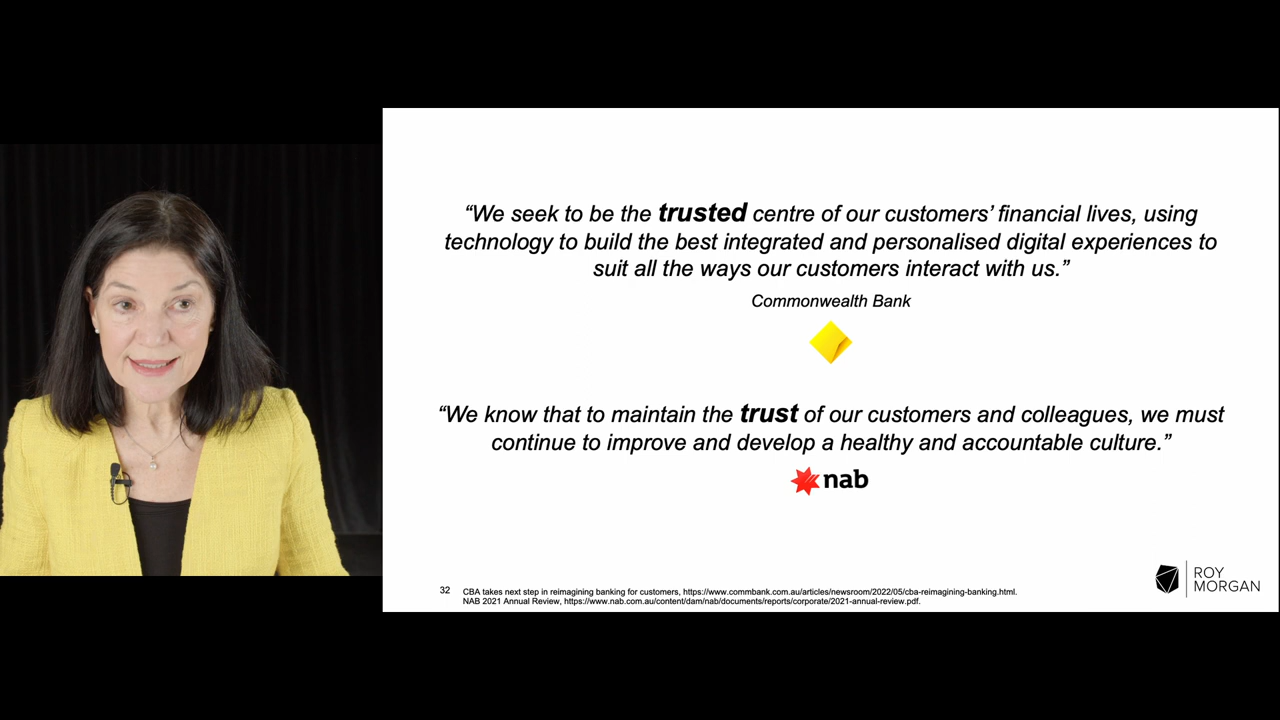 “We seek to be the trusted centre of our customers’ financial lives, using
technology to build the best integrated and personalised digital experiences to
suit all the ways our customers interact with us.”
Commonwealth Bank
“We know that to maintain the trust of our customers and colleagues, we must
continue to improve and develop a healthy and accountable culture.”
nab
32 CBA takes next step in reimagining banking for customers, https://www.commbank.com.au/articles/newsroom/2022/05/cba-reimagining-banking.html.
NAB 2021 Annual Review, https://www.nab.com.au/content/dam/nab/documents/reports/corporate/2021-annual-review.pdf.
ROY
MORGAN